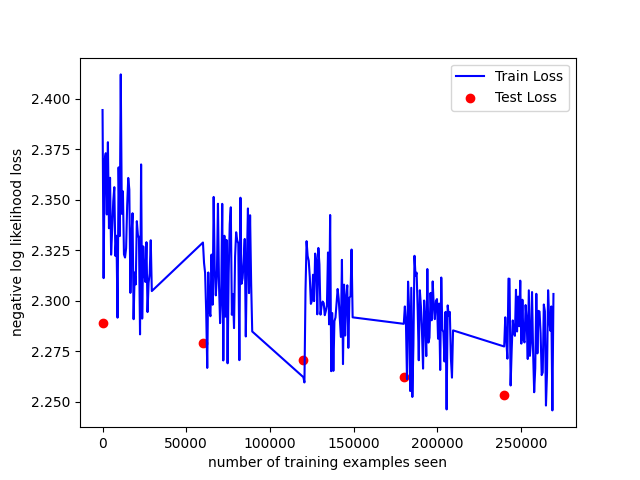 Train Loss
Test Loss
negative log likelihood loss
2.400
2.375
2.350
2.325
2.300
2.275
2.250
0 50000 100000 150000 200000 250000
number of training examples seen